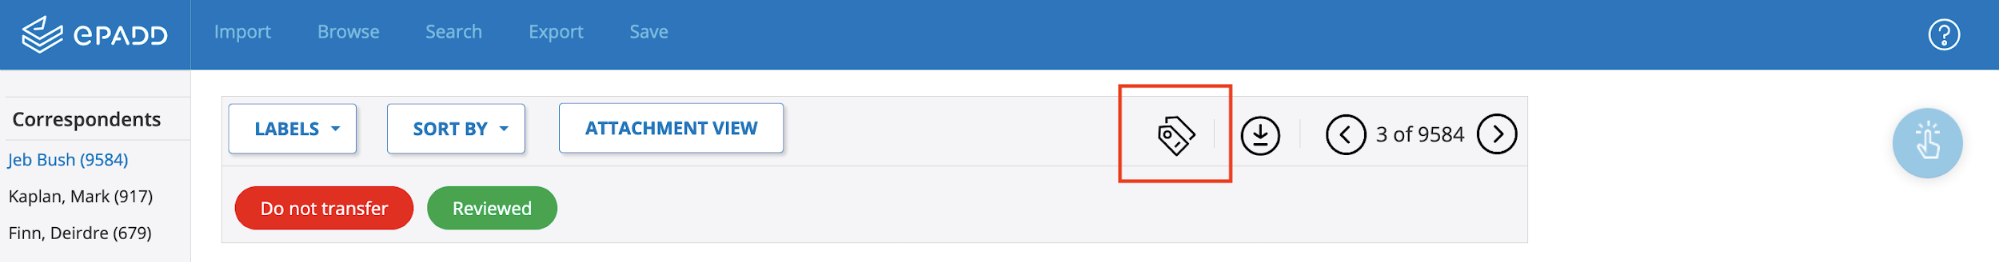 ePADD Import Browse Search Export Save ?
Correspondents
Jeb Bush (9584)
Kaplan, Mark (917)
Finn, Deirdre (679)
LABELS SORT BY ATTACHMENT VIEW 3 of 9584
Do not transfer Reviewed